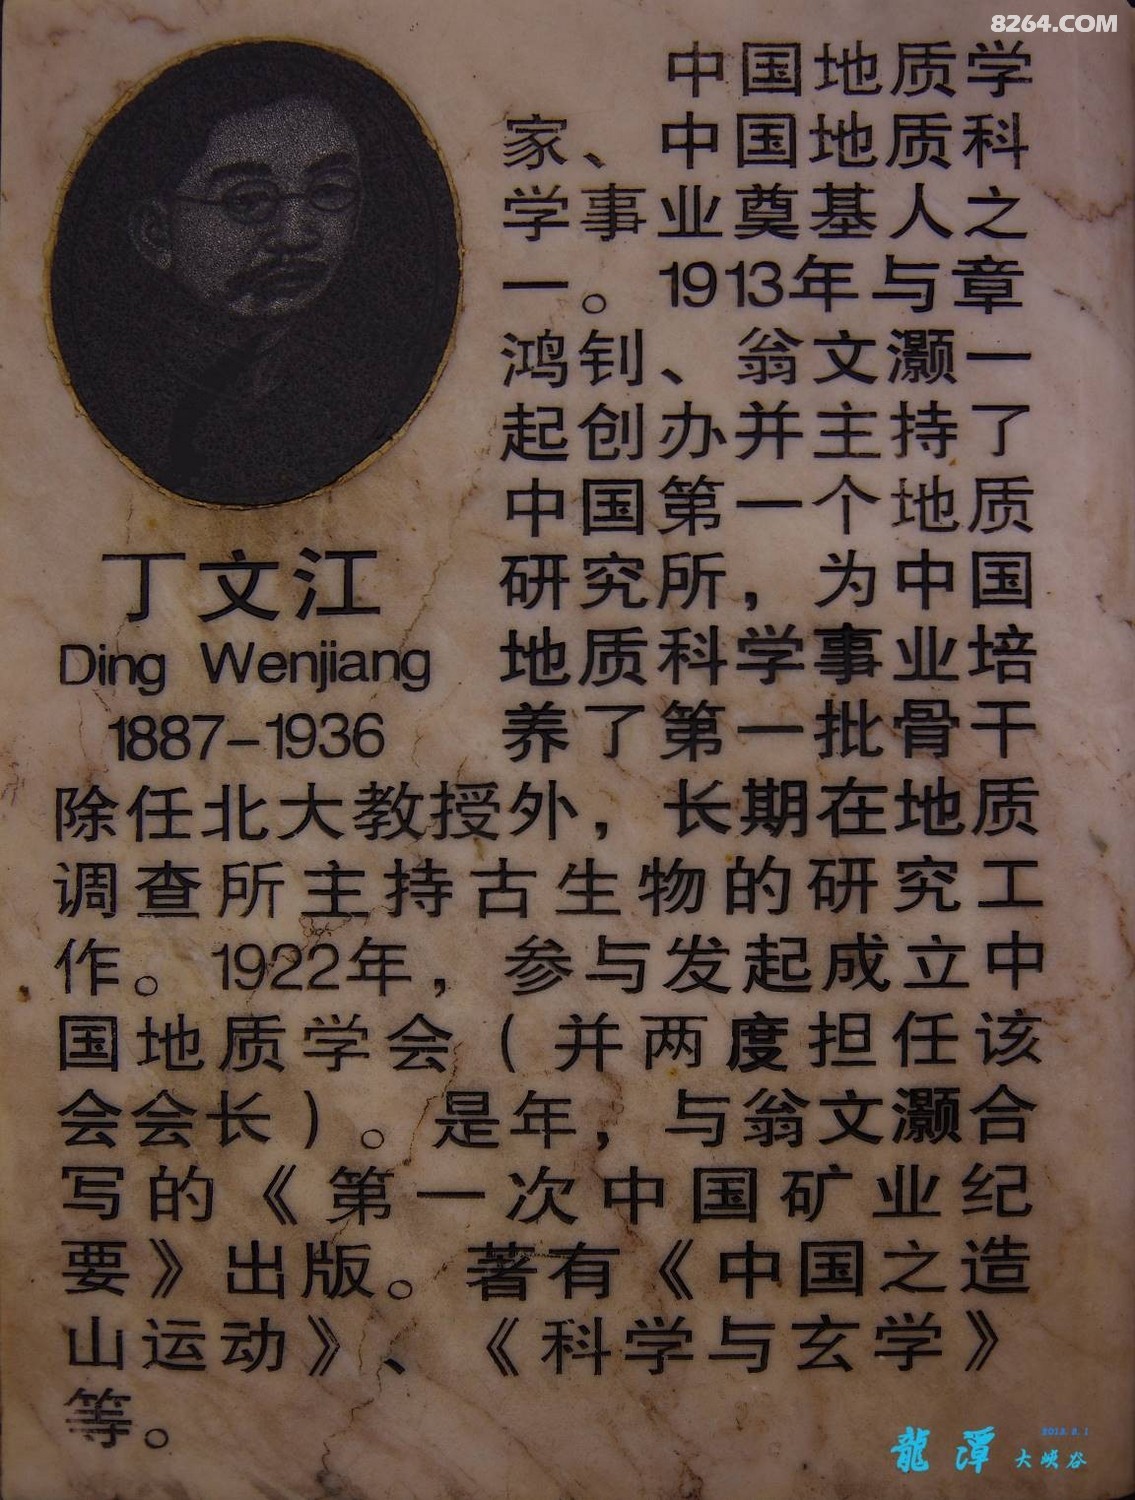 8264.COM
中国地质学
家、中国地质科
学事业奠基人之
一。1913年与章
鸿钊、翁文灏一
起创办并主持了
中国第一个地质
研究所，为中国
地质科学事业培
养了第一批骨干
丁文江
Ding Wenjiang
1887-1936
除任北大教授外，长期在地质
调查所主持古生物的研究工
作。1922年，参与发起成立中
国地质学会（并两度担任该
会会长）。是年，与翁文灏合
写的《第一次中国矿业纪
要》出版。著有《中国之造
山运动》、《科学与玄学》
等。
龍潭
大峡谷